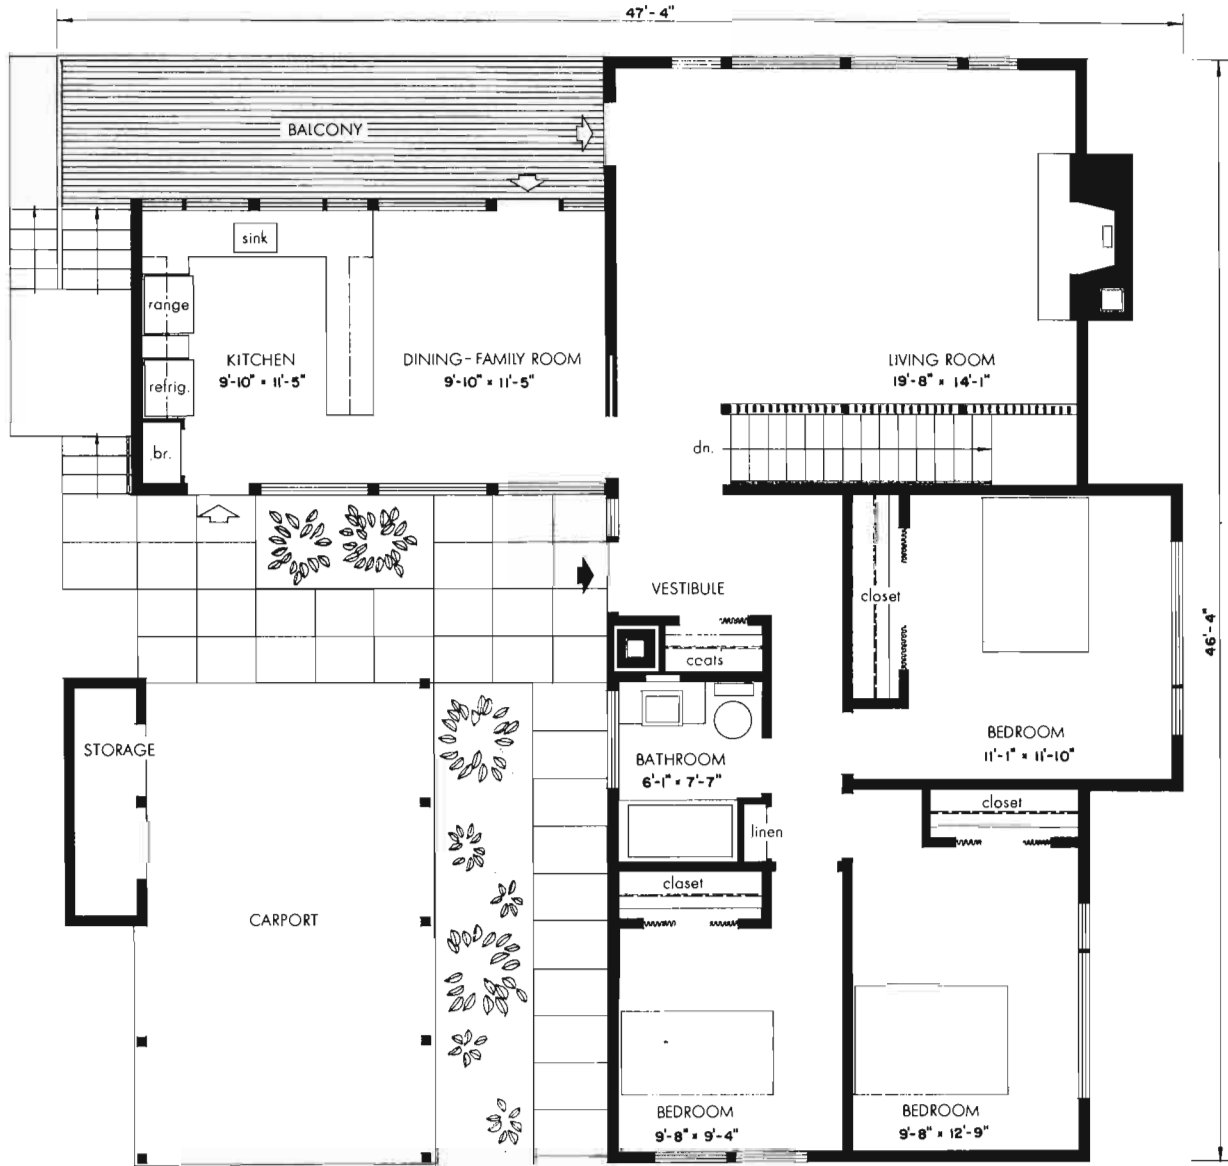 47'-4"
BALCONY
sink
range
KITCHEN
9'-10" × 11'-5"
DINING-FAMILY ROOM
9'-10" × 11'-5"
LIVING ROOM
19'-8" × 14'-1"
refrig.
br.
dn.
VESTIBULE
closet
coats
46'-4"
STORAGE
BATHROOM
6'-1" × 7'-7"
BEDROOM
11'-1" × 11'-10"
closet
linen
closet
CARPORT
BEDROOM
9'-8" × 9'-4"
BEDROOM
9'-8" × 12'-9"